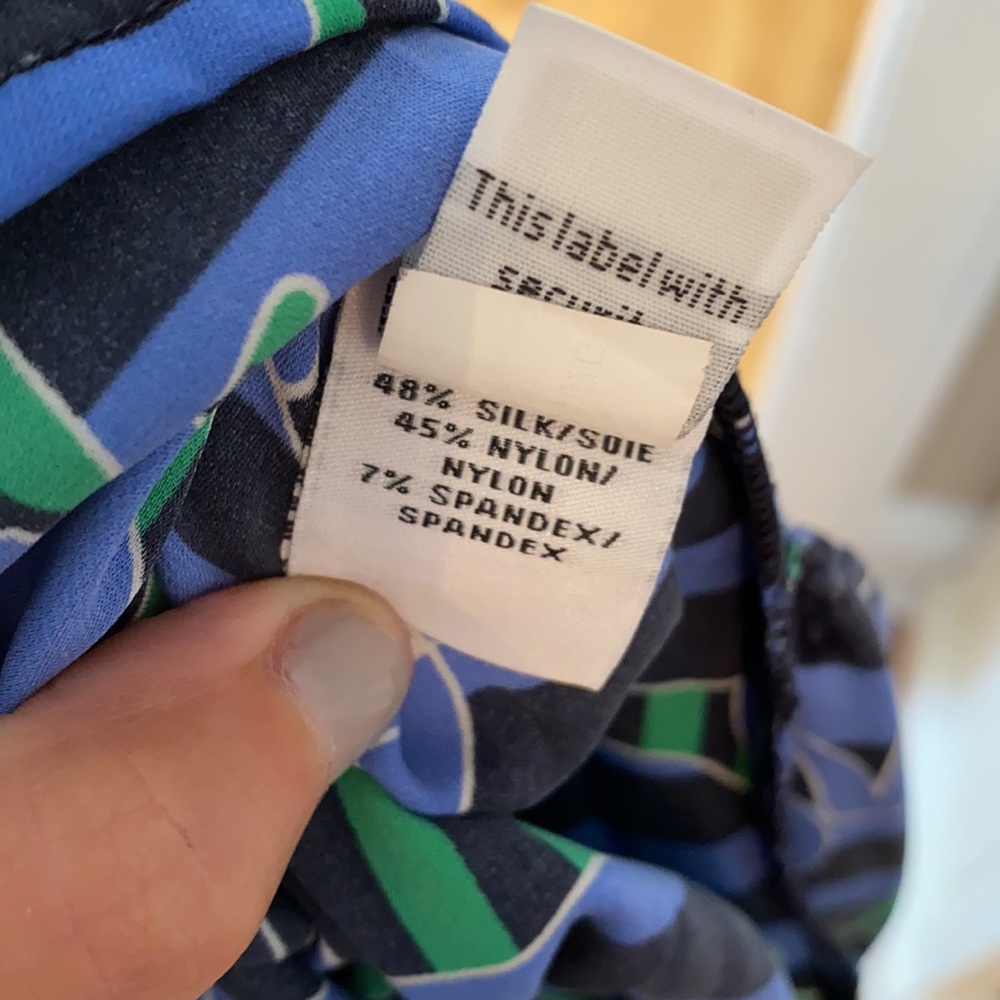 This label with
48% SILK/SOIE
45% NYLON/
NYLON
7% SPANDEX/
SPANDEX